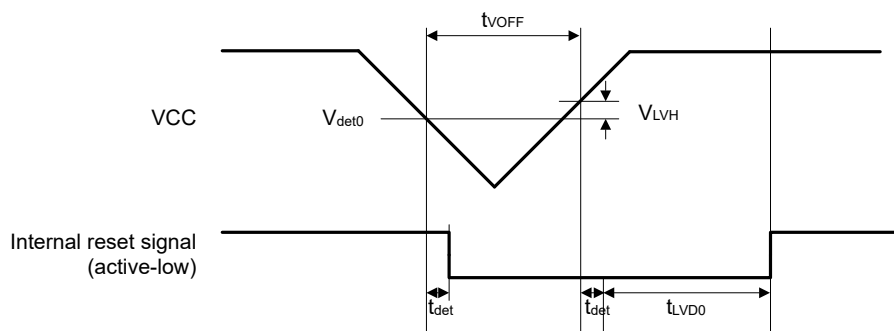 tVOFF
VCC
Vdet0
VLVH
Internal reset signal
(active-low)
tdet
tdet
tLVD0